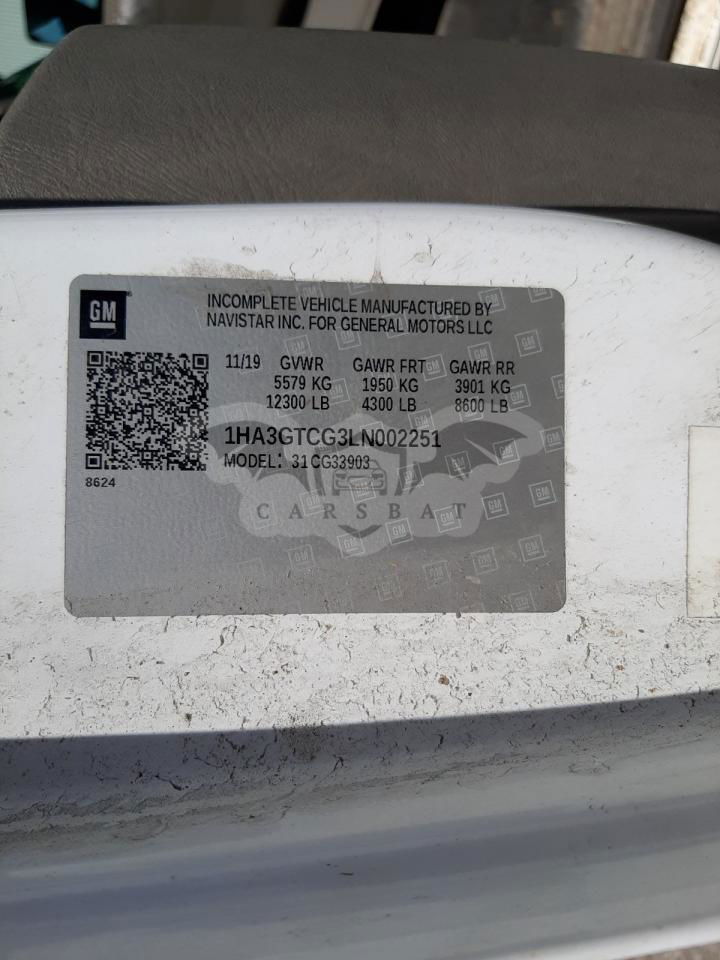 GM
INCOMPLETE VEHICLE MANUFACTURED BY
NAVISTAR INC. FOR GENERAL MOTORS LLC
11/19 GVWR GAWR FRT GAWR RR
5579 KG 1950 KG 3901 KG
12300 LB 4300 LB 8600 LB
1HA3GTCG3LN002251
MODEL: 31CG33903
8624
CARSBAT